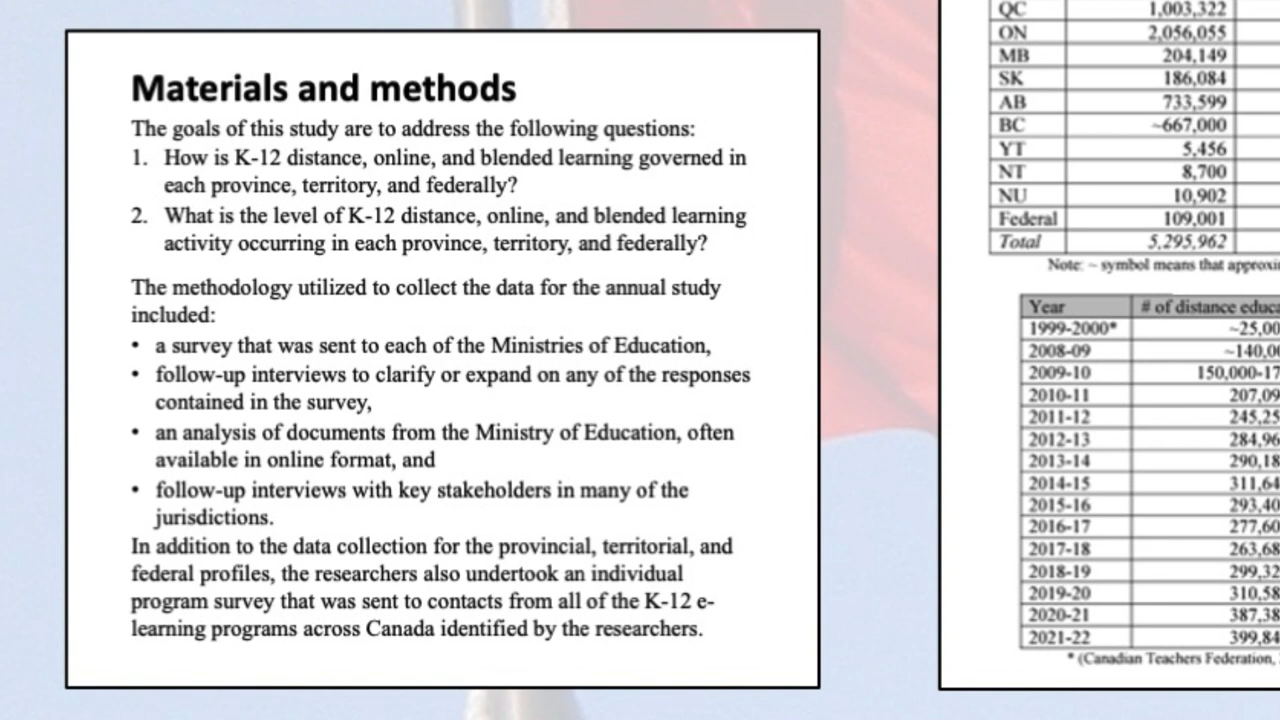 Materials and methods
The goals of this study are to address the following questions:
1. How is K-12 distance, online, and blended learning governed in
each province, territory, and federally?
2. What is the level of K-12 distance, online, and blended learning
activity occurring in each province, territory, and federally?
The methodology utilized to collect the data for the annual study
included:
• a survey that was sent to each of the Ministries of Education,
• follow-up interviews to clarify or expand on any of the responses
contained in the survey,
• an analysis of documents from the Ministry of Education, often
available in online format, and
• follow-up interviews with key stakeholders in many of the
jurisdictions.
In addition to the data collection for the provincial, territorial, and
federal profiles, the researchers also undertook an individual
program survey that was sent to contacts from all of the K-12 e-
learning programs across Canada identified by the researchers.
QC 1,003,322
ON 2,056,055
MB 204,149
SK 186,084
AB 733,599
BC ~667,000
YT 5,456
NT 8,700
NU 10,902
Federal 109,001
Total 5,295,962
Note: ~ symbol means that
Year # of distance
1999-2000*
2008-09
2009-10
2010-11
2011-12
2012-13
2013-14
2014-15
2015-16
2016-17
2017-18
2018-19
2019-20
2020-21
2021-22
* (Canadian Teachers Federation,